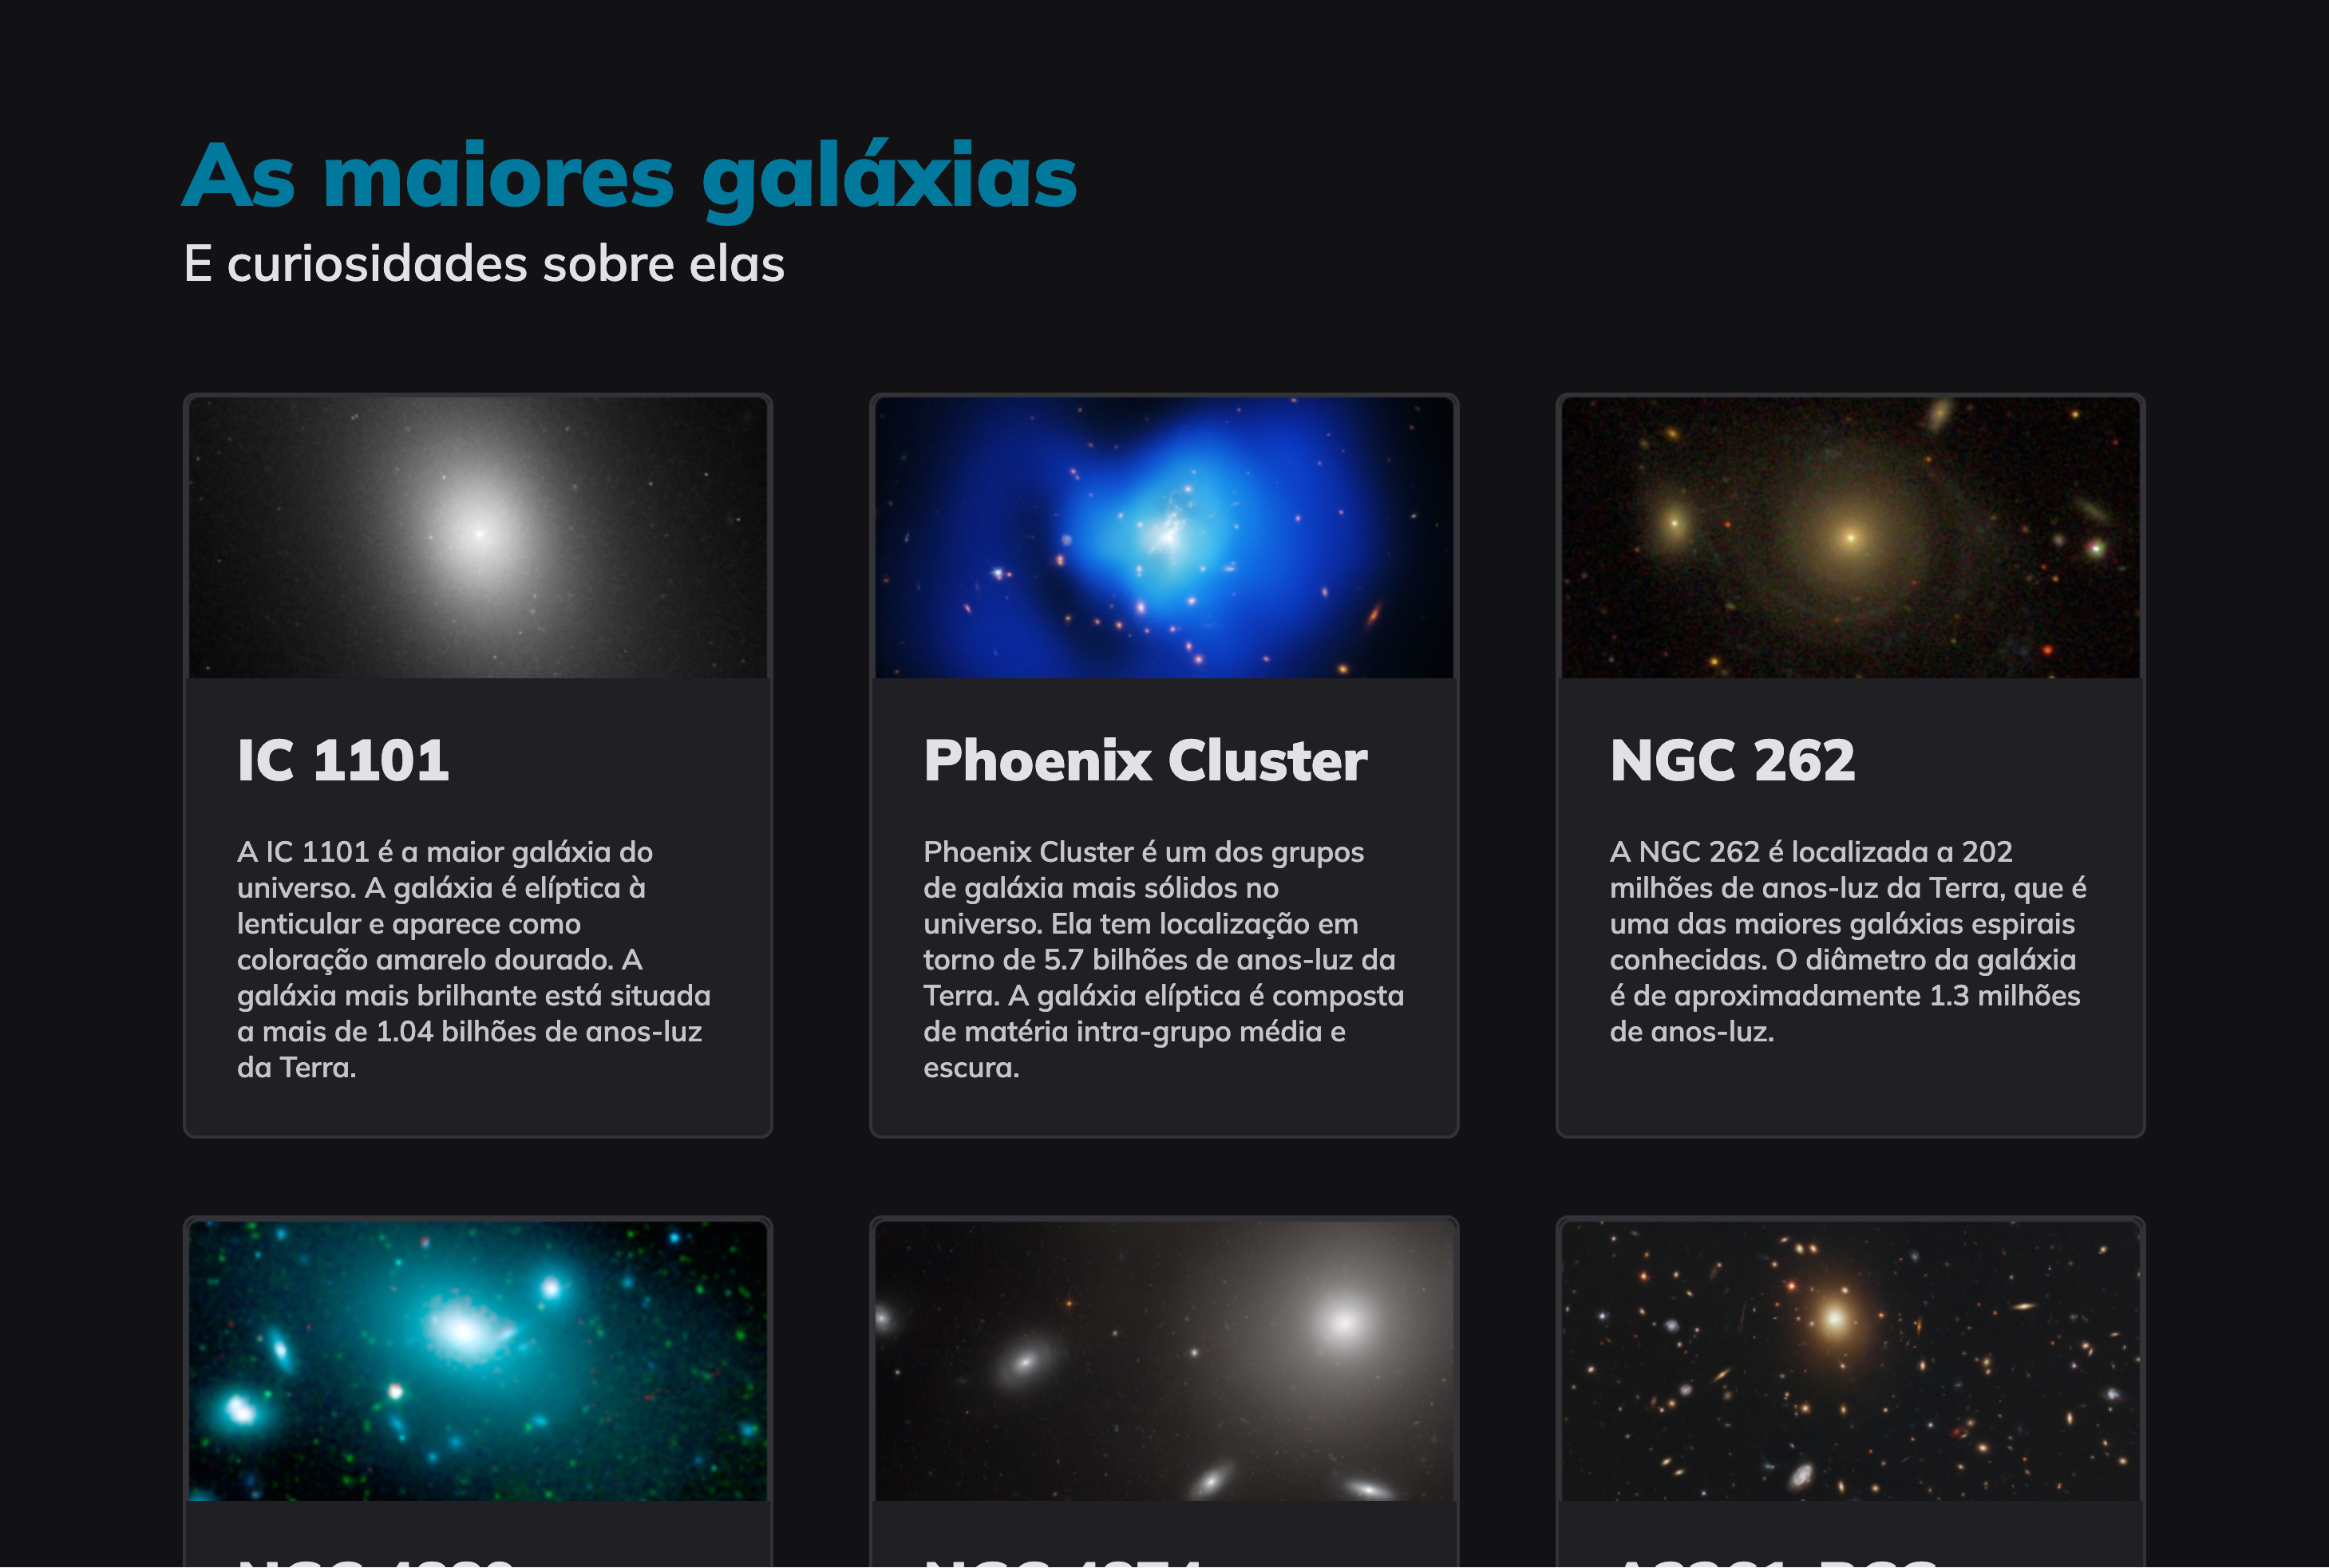 As maiores galáxias
E curiosidades sobre elas
IC 1101
A IC 1101 é a maior galáxia do
universo. A galáxia é elíptica à
lenticular e aparece como
coloração amarelo dourado. A
galáxia mais brilhante está situada
a mais de 1.04 bilhões de anos-luz
da Terra.
Phoenix Cluster
Phoenix Cluster é um dos grupos
de galáxia mais sólidos no
universo. Ela tem localização em
torno de 5.7 bilhões de anos-luz da
Terra. A galáxia elíptica é composta
de matéria intra-grupo média e
escura.
NGC 262
A NGC 262 é localizada a 202
milhões de anos-luz da Terra, que é
uma das maiores galáxias espirais
conhecidas. O diâmetro da galáxia
é de aproximadamente 1.3 milhões
de anos-luz.